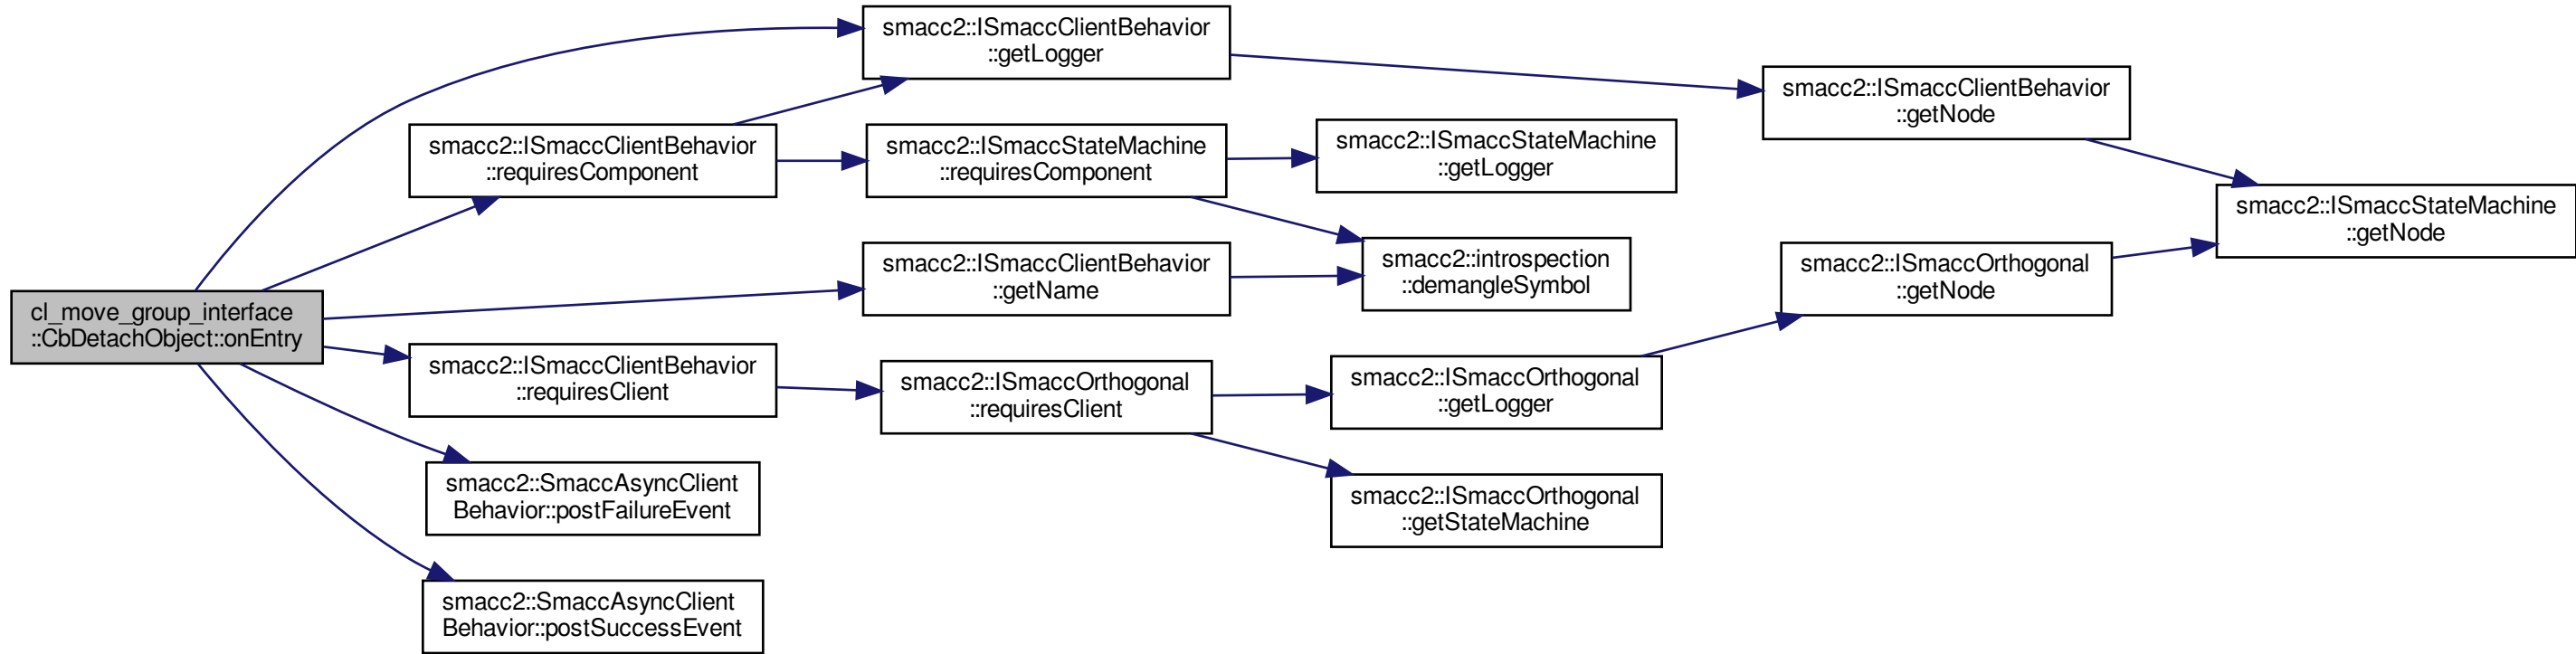 cl_move_group_interface
::CbDetachObject::onEntry
smacc2::ISmaccClientBehavior
::getLogger
smacc2::ISmaccClientBehavior
::requiresComponent
smacc2::ISmaccStateMachine
::requiresComponent
smacc2::ISmaccStateMachine
::getLogger
smacc2::ISmaccClientBehavior
::getNode
smacc2::ISmaccStateMachine
::getNode
smacc2::ISmaccClientBehavior
::getName
smacc2::introspection
::demangleSymbol
smacc2::ISmaccOrthogonal
::getNode
smacc2::ISmaccClientBehavior
::requiresClient
smacc2::ISmaccOrthogonal
::requiresClient
smacc2::ISmaccOrthogonal
::getLogger
smacc2::ISmaccOrthogonal
::getStateMachine
smacc2::SmaccAsyncClient
Behavior::postFailureEvent
smacc2::SmaccAsyncClient
Behavior::postSuccessEvent